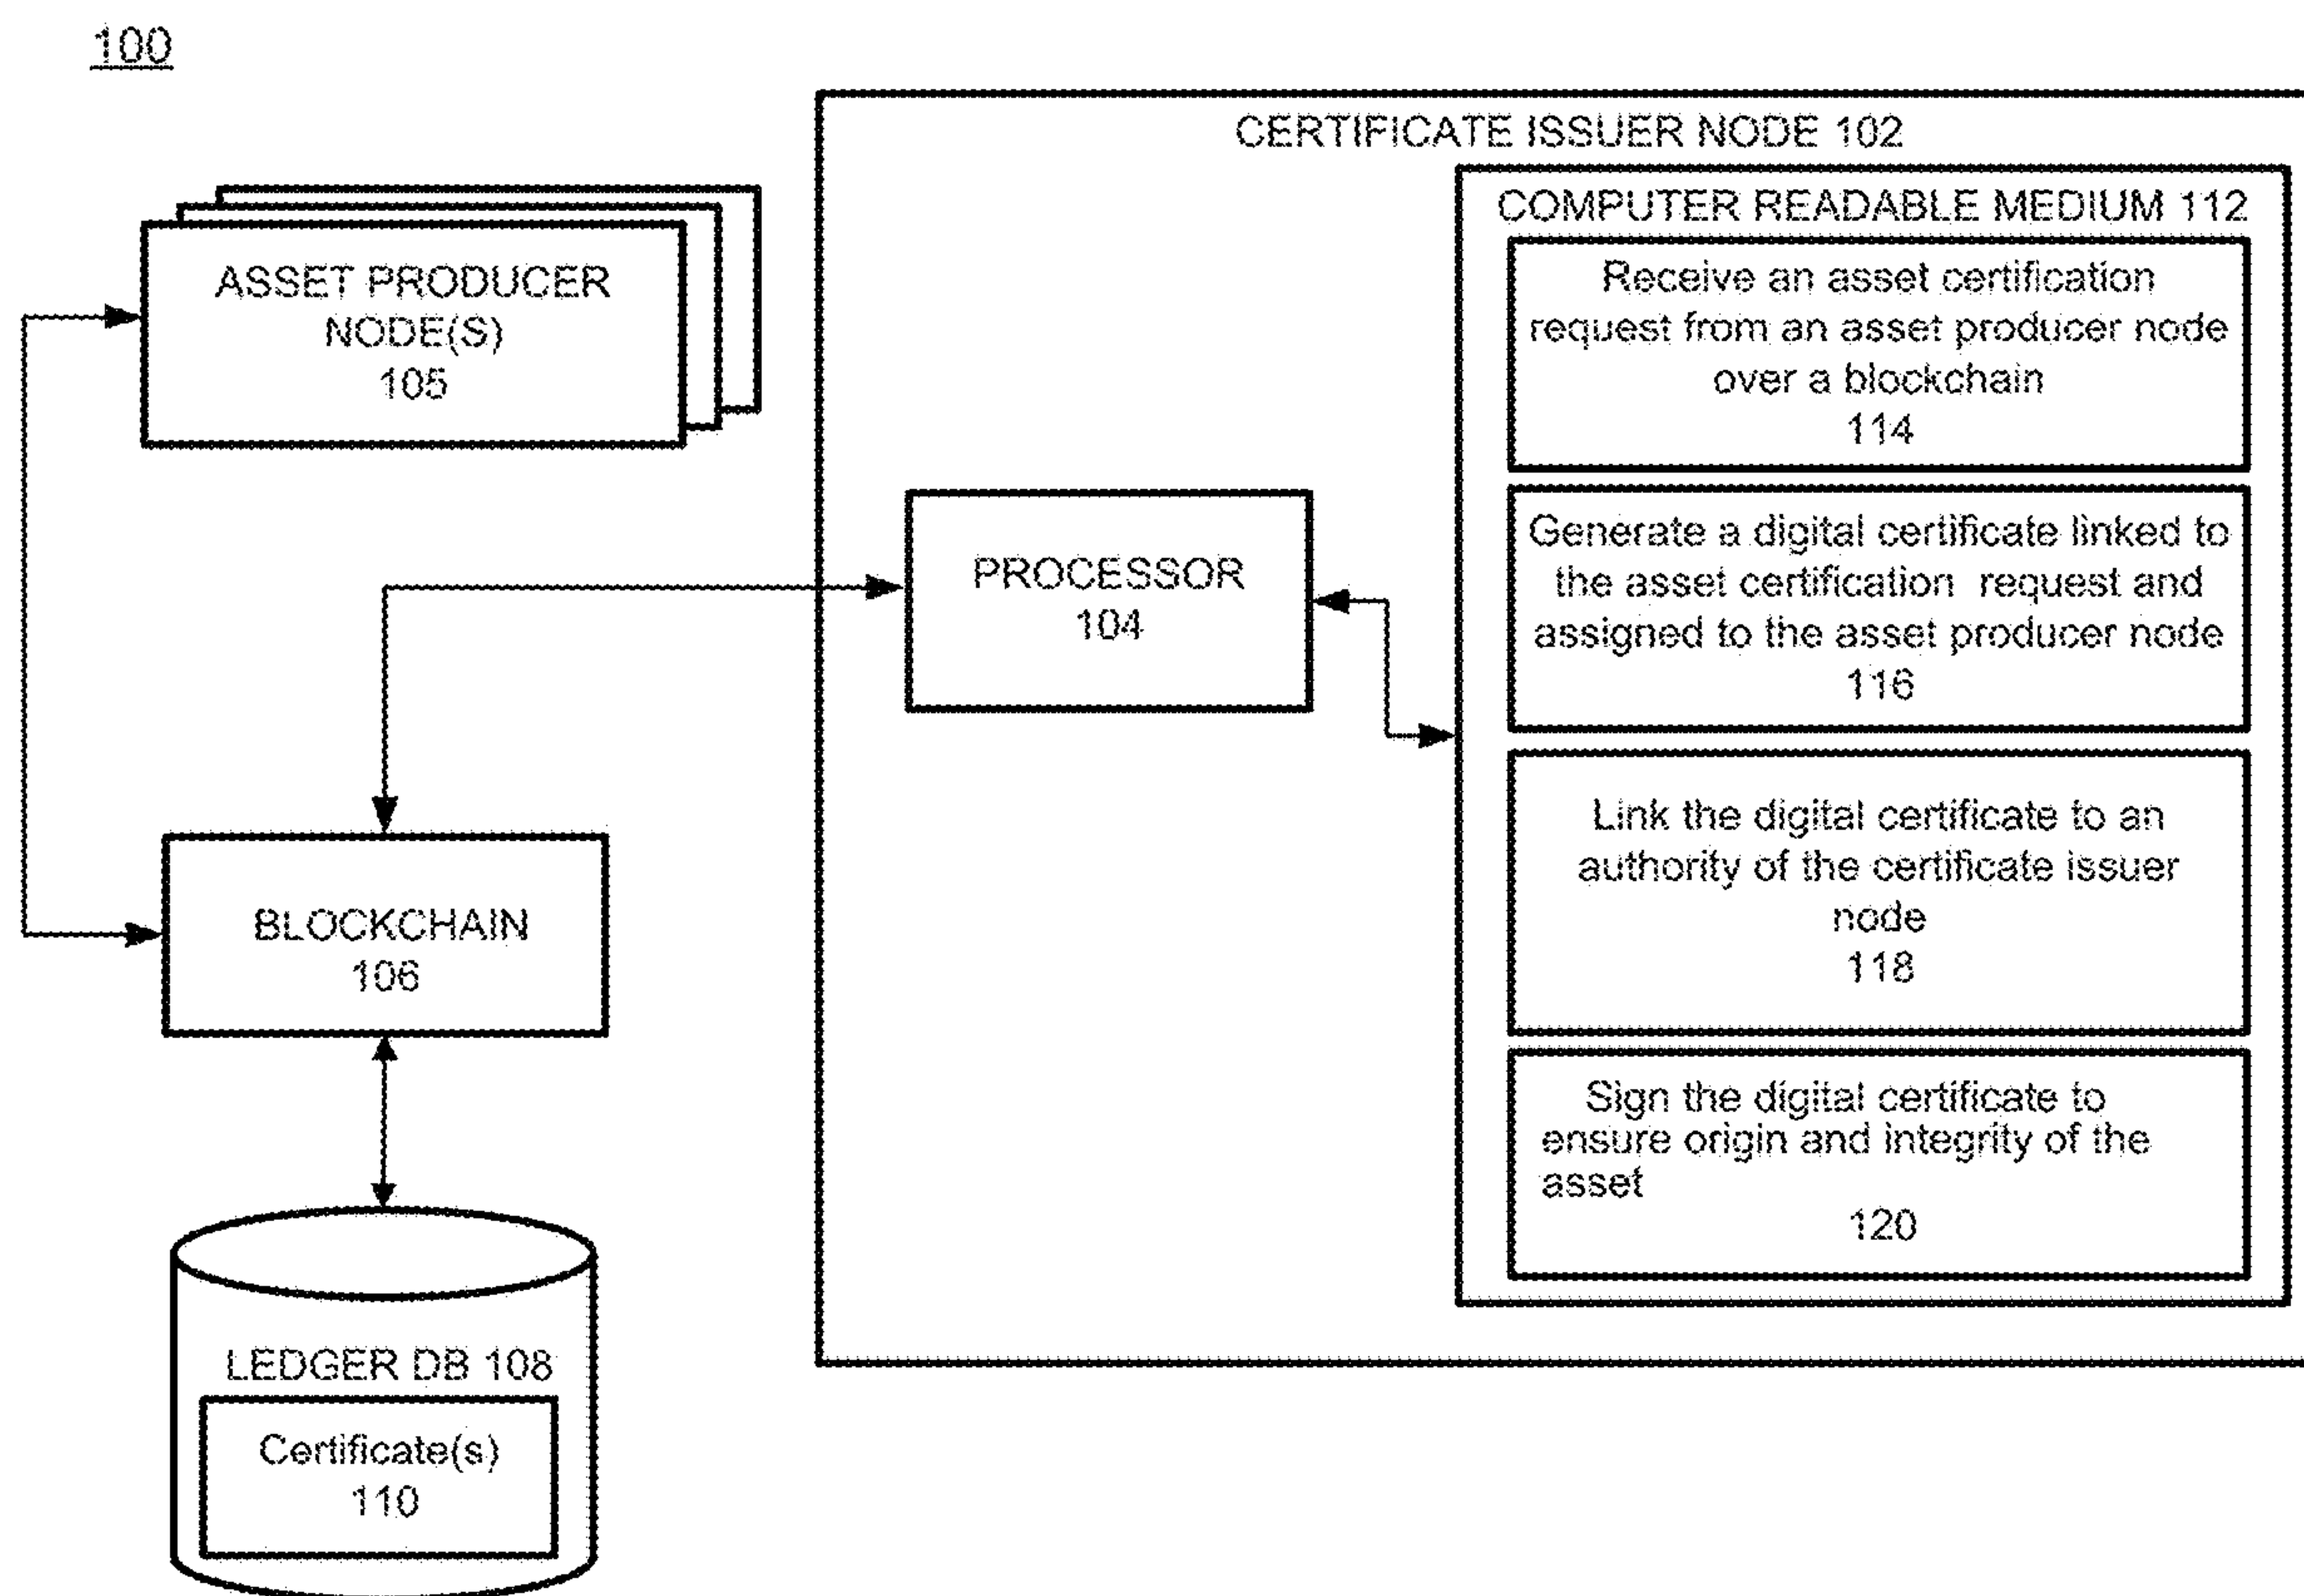 100
CERTIFICATE ISSUER NODE 102
ASSET PRODUCER
NODE(S)
105
PROCESSOR
104
BLOCKCHAIN
106
LEDGER DB 108
Certificate(s)
110
COMPUTER READABLE MEDIUM 112
Receive an asset certification
request from an asset producer node
over a blockchain
114
Generate a digital certificate linked to
the asset certification request and
assigned to the asset producer node
116
Link the digital certificate to an
authority of the certificate issuer
node
118
Sign the digital certificate to
ensure origin and integrity of the
asset
120